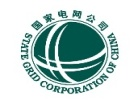 国家电网公司
STATE GRID CORPORATION OF CHINA